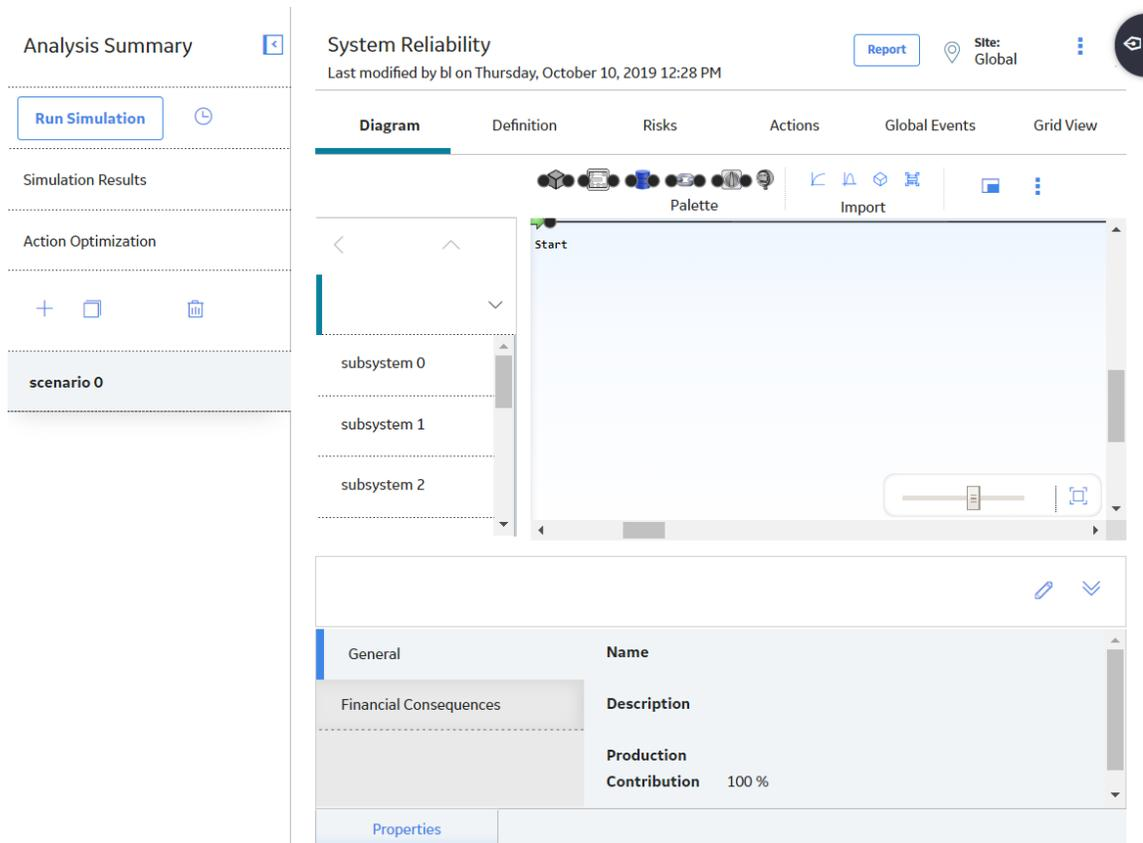 Analysis Summary
Run Simulation
Simulation Results
Action Optimization
scenario 0
System Reliability
Last modified by bl on Thursday, October 10, 2019 12:28 PM
Report
Site:
Global
Diagram
Definition
Risks
Actions
Global Events
Grid View
Palette
Import
subsystem 0
subsystem 1
subsystem 2
Start
General
Financial Consequences
Name
Description
Production
Contribution 100 %
Properties